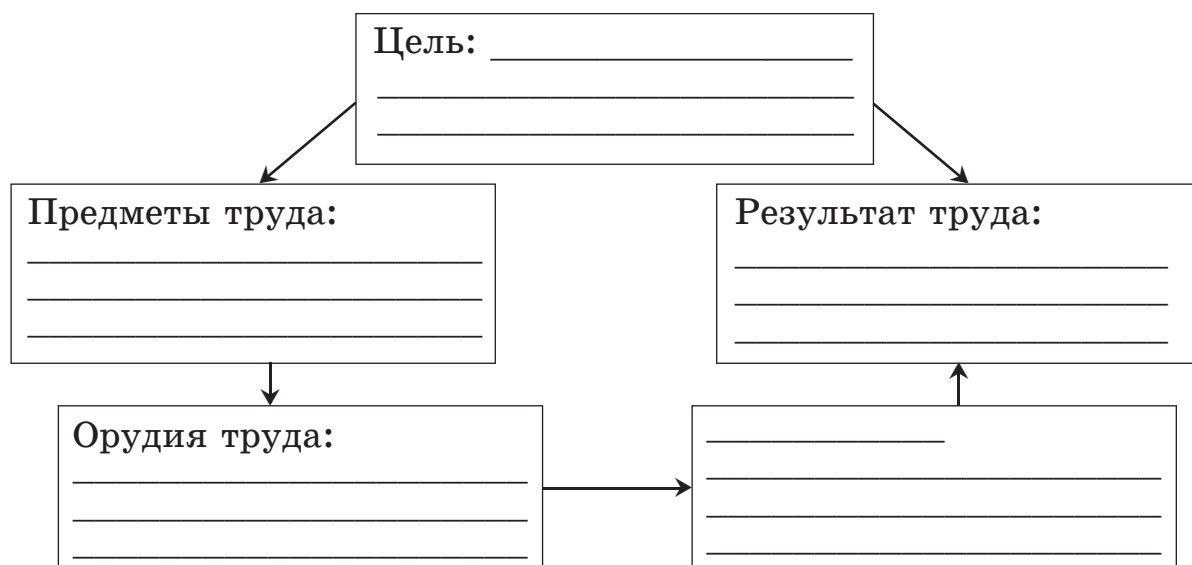 Цель:
Предметы труда:
Результат труда:
Орудия труда: